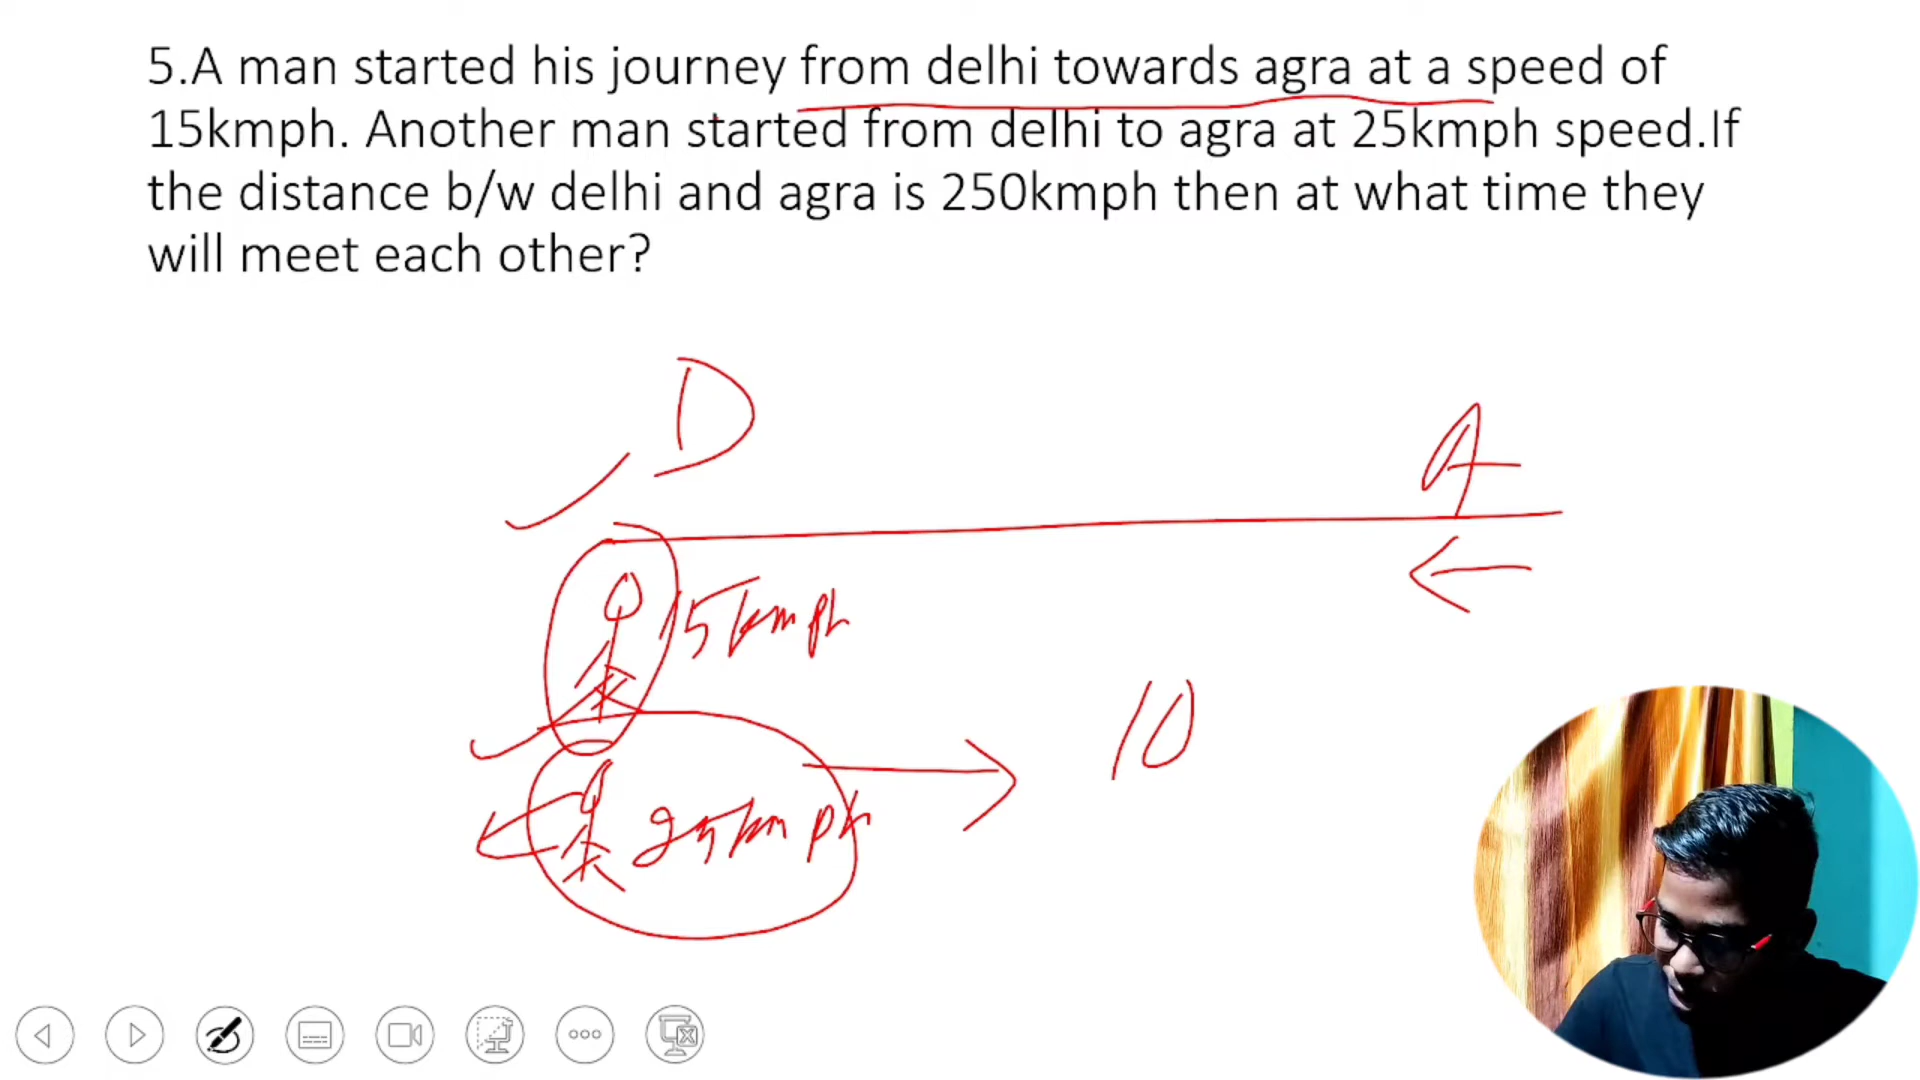 5.A man started his journey from delhi towards agra at a speed of
15kmph. Another man started from delhi to agra at 25kmph speed.If
the distance b/w delhi and agra is 250kmph then at what time they
will meet each other?
D
A
15kmph
10
25kmph